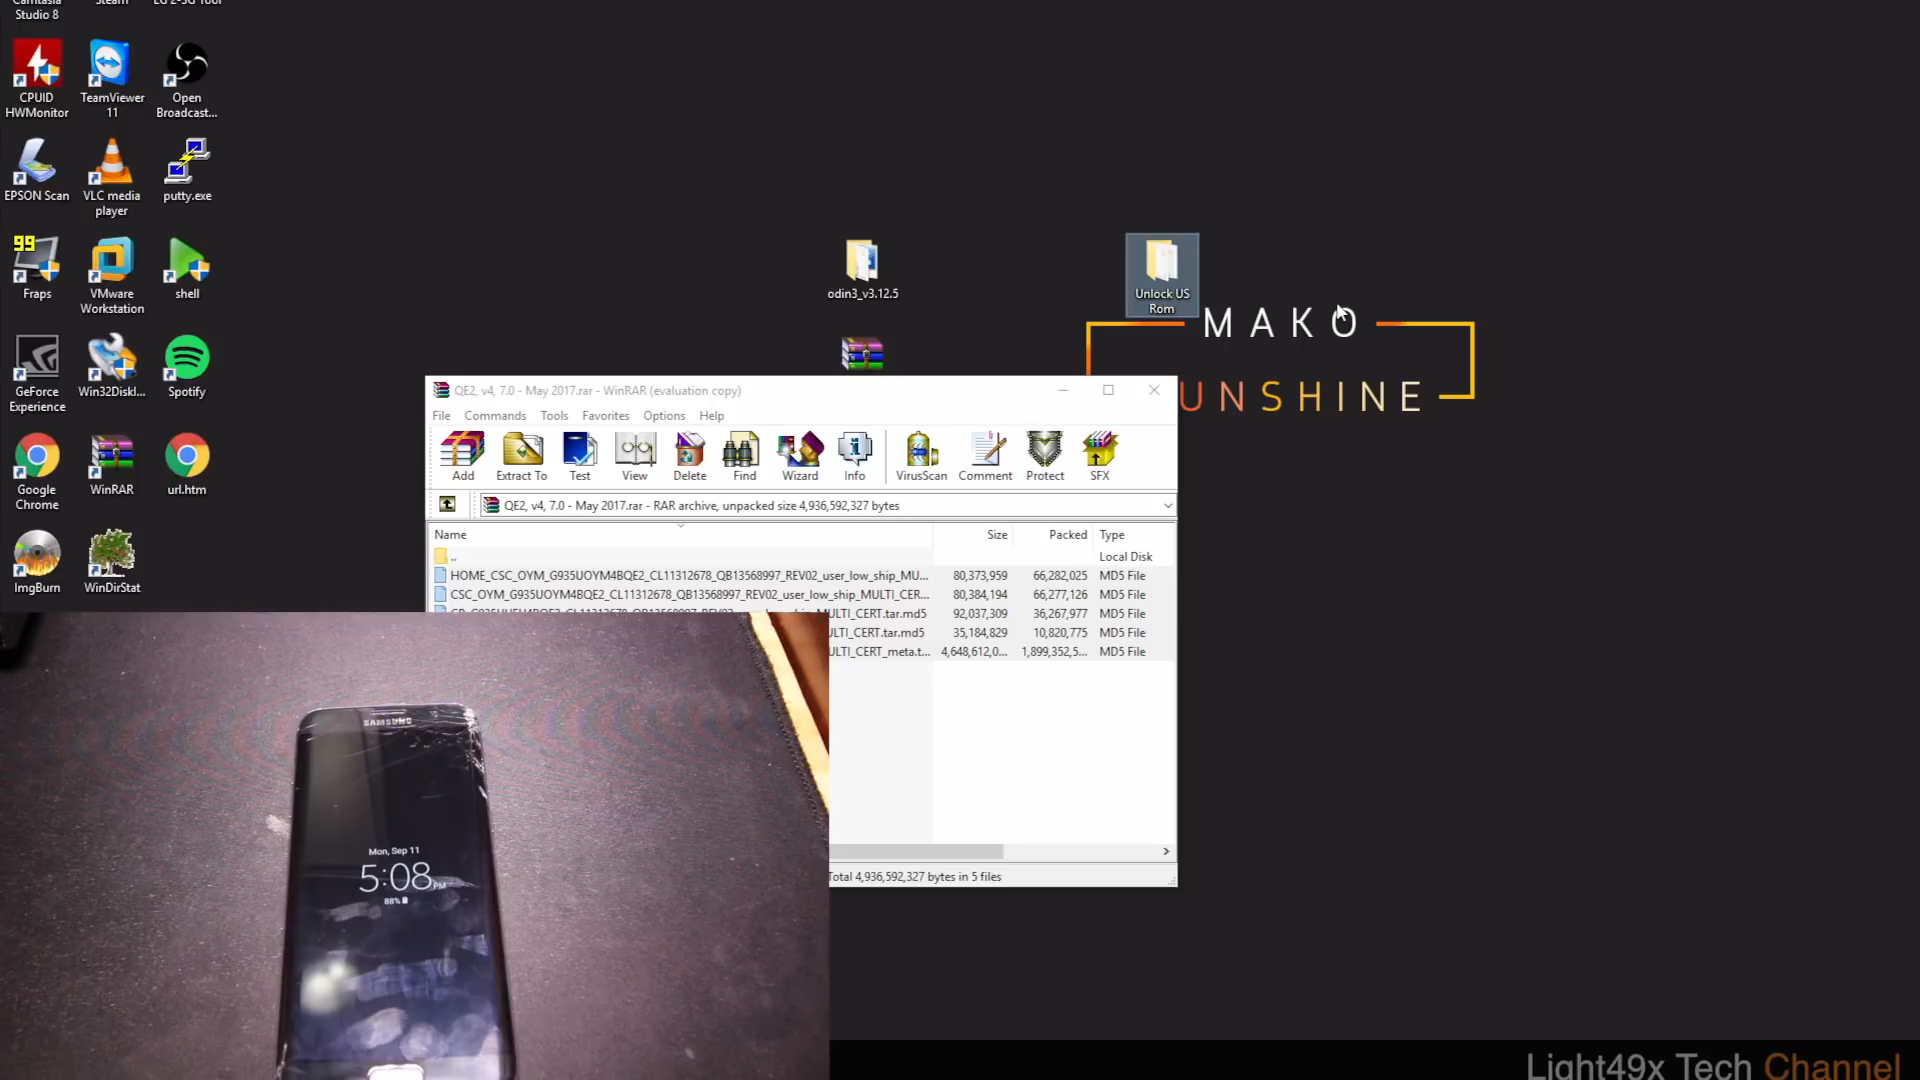 Camtasia
Studio 8
Steam
LG 2-3G Tool
CPUID
HWMonitor
TeamViewer
11
Open
Broadcast...
EPSON Scan
VLC media
player
putty.exe
99
Fraps
VMware
Workstation
shell
GeForce
Experience
Win32DiskI...
Spotify
Google
Chrome
WinRAR
url.htm
ImgBurn
WinDirStat
odin3_v3.12.5
Unlock US
Rom
MAKO
UNSHINE
QE2, v4, 7.0 - May 2017.rar - WinRAR (evaluation copy)
File Commands Tools Favorites Options Help
Add Extract To Test View Delete Find Wizard Info VirusScan Comment Protect SFX
QE2, v4, 7.0 - May 2017.rar - RAR archive, unpacked size 4,936,592,327 bytes
Name Size Packed Type
.. Local Disk
HOME_CSC_OYM_G935UOYM4BQE2_CL11312678_QB13568997_REV02_user_low_ship_MU... 80,373,959 66,282,025 MD5 File
CSC_OYM_G935UOYM4BQE2_CL11312678_QB13568997_REV02_user_low_ship_MULTI_CER... 80,384,194 66,277,126 MD5 File
ULTI_CERT.tar.md5 92,037,309 36,267,977 MD5 File
ULTI_CERT.tar.md5 35,184,829 10,820,775 MD5 File
ULTI_CERT_meta.t... 4,648,612,0... 1,899,352,5... MD5 File
Total 4,936,592,327 bytes in 5 files
SAMSUNG
Mon, Sep 11
5:08 PM
88%
Light49x Tech Channel